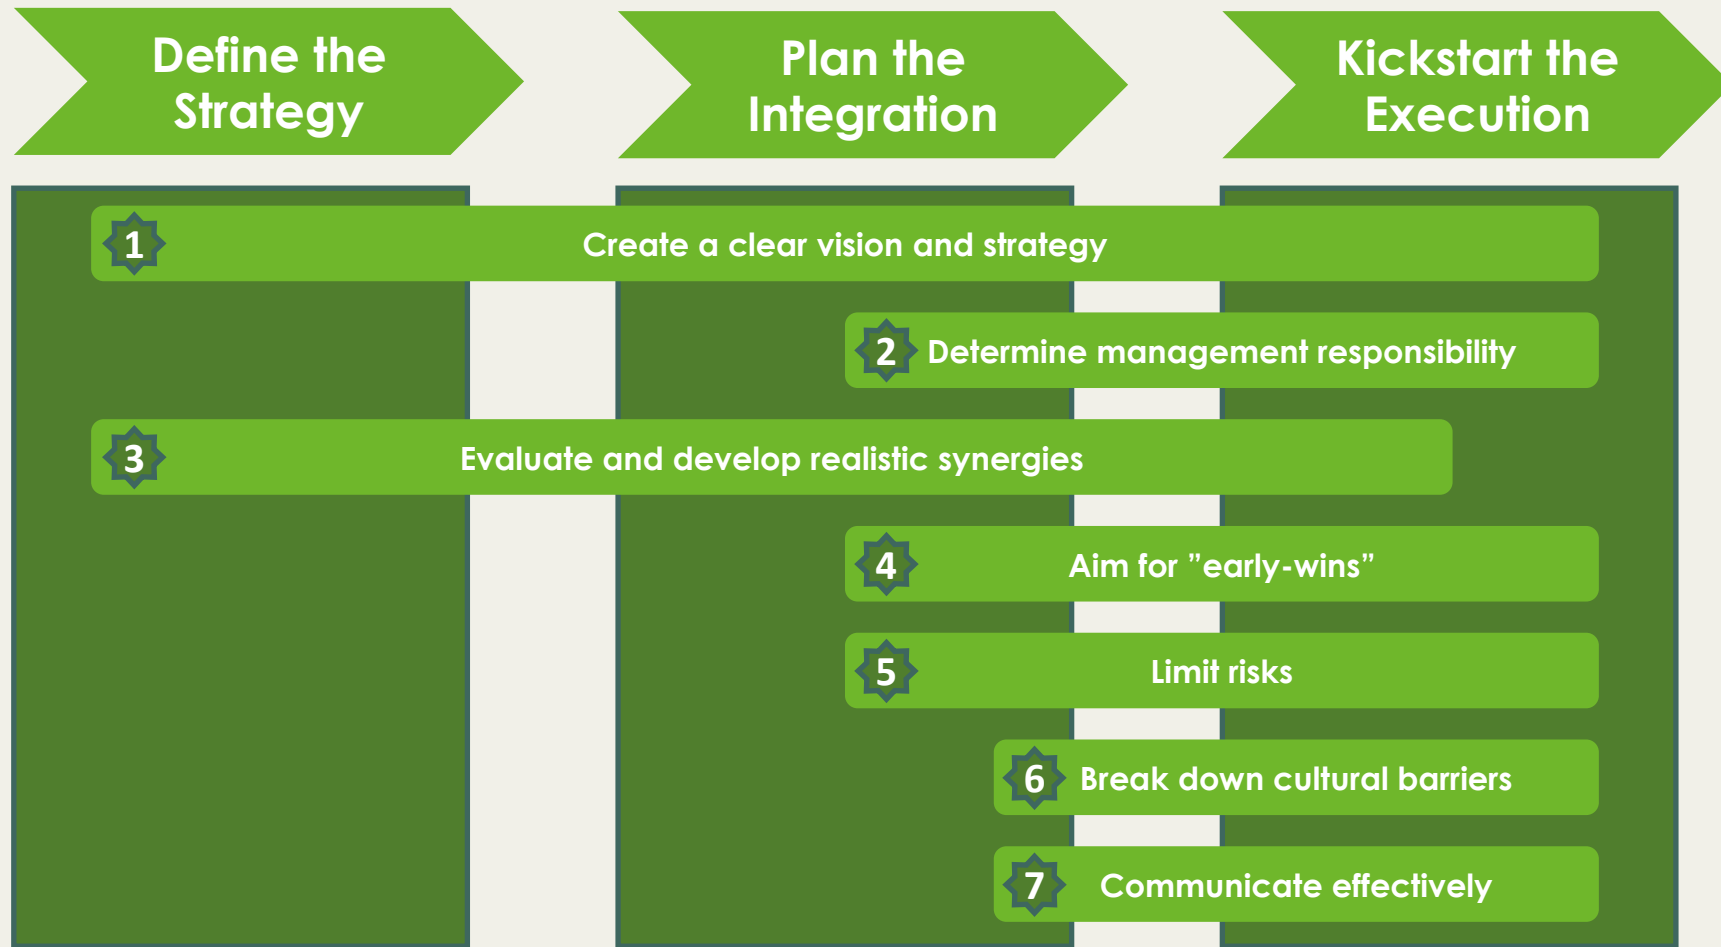 Define the
Strategy
Plan the
Integration
Kickstart the
Execution
1 Create a clear vision and strategy
2 Determine management responsibility
3 Evaluate and develop realistic synergies
4 Aim for ”early-wins”
5 Limit risks
6 Break down cultural barriers
7 Communicate effectively